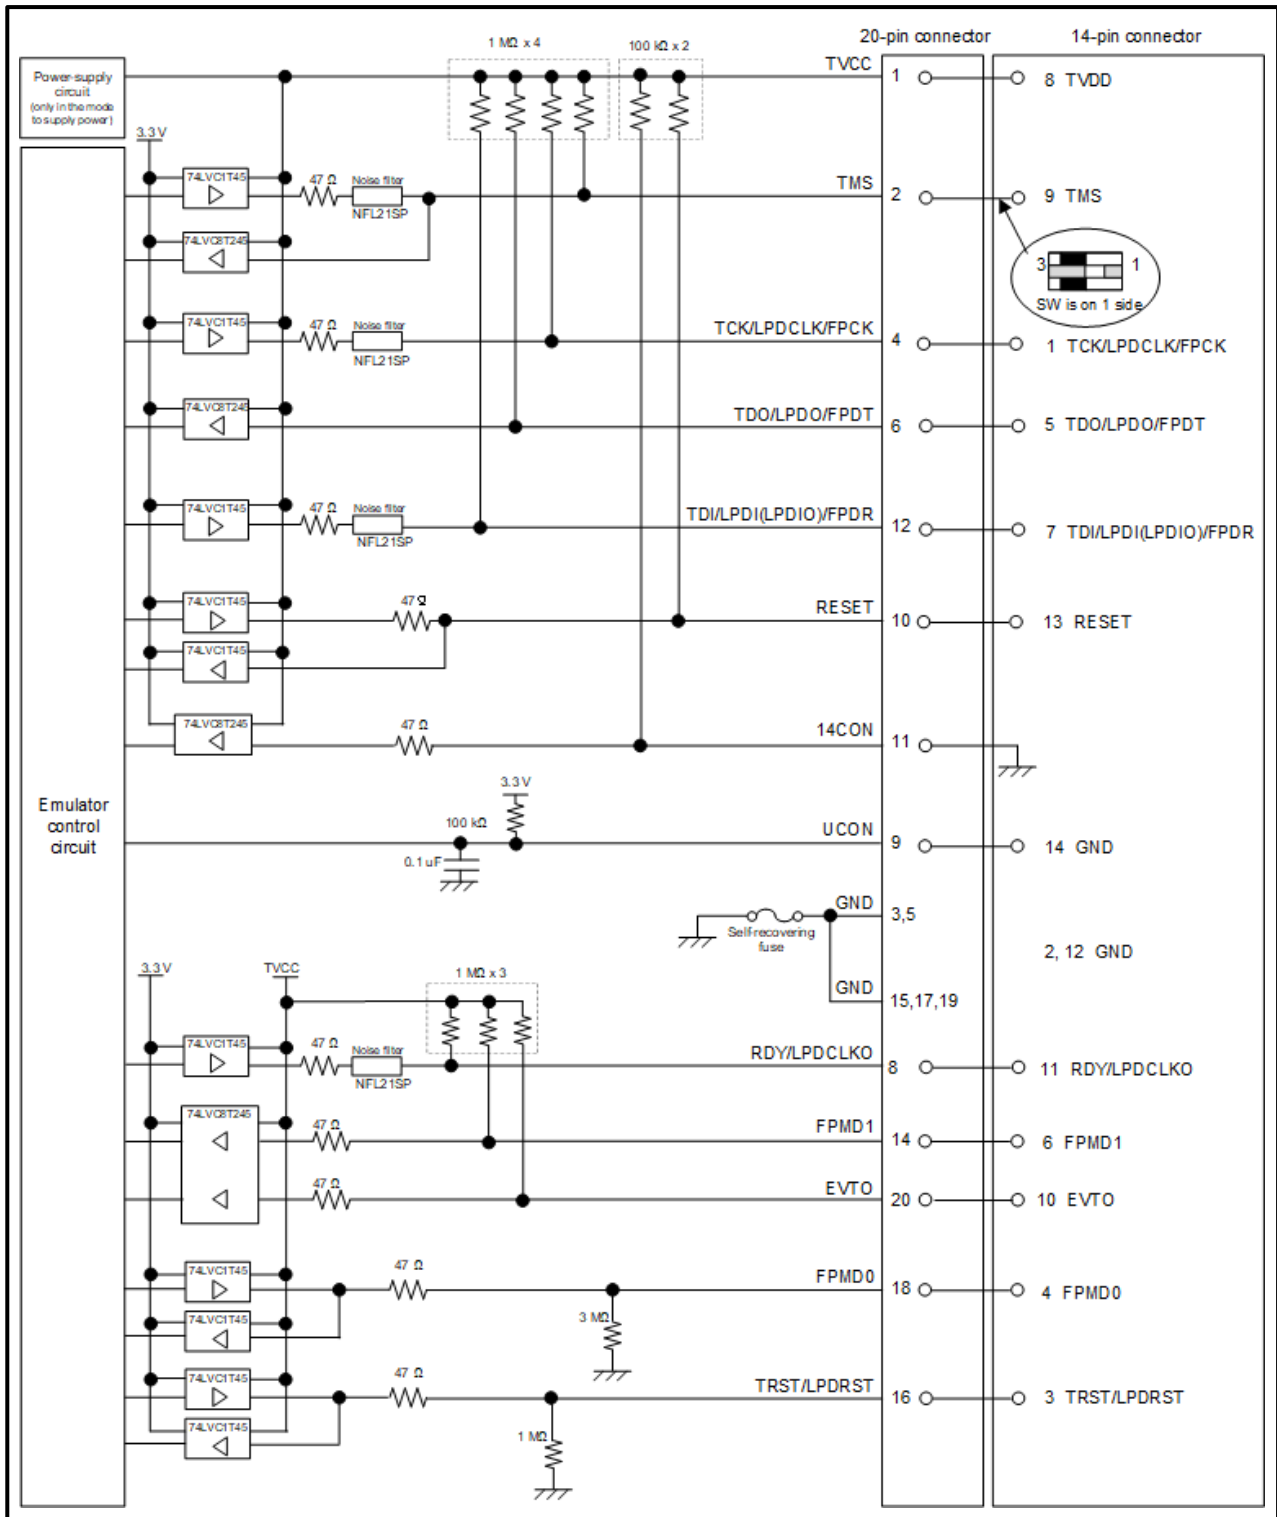 20-pin connector
14-pin connector
1 MΩ x 4
100 kΩ x 2
TVCC
1
8 TVDD
Power-supply
circuit
(only in the mode
to supply power)
3.3 V
74LVC1T45
47 Ω
Noise filter
NFL21SP
TMS
2
9 TMS
74LVC8T245
3
1
SW is on 1 side
74LVC1T45
47 Ω
Noise filter
NFL21SP
TCK/LPDCLK/FPCK
4
1 TCK/LPDCLK/FPCK
74LVC8T245
TDO/LPDO/FPDT
6
5 TDO/LPDO/FPDT
74LVC1T45
47 Ω
Noise filter
NFL21SP
TDI/LPDI(LPDIO)/FPDR
12
7 TDI/LPDI(LPDIO)/FPDR
74LVC1T45
47 Ω
RESET
10
13 RESET
74LVC1T45
74LVC8T245
47 Ω
14CON
11
Emulator
control
circuit
3.3 V
100 kΩ
0.1 uF
UCON
9
14 GND
GND
3,5
Self-recovering
fuse
2, 12 GND
GND
15,17,19
3.3 V
TVCC
1 MΩ x 3
74LVC1T45
47 Ω
Noise filter
NFL21SP
RDY/LPDCLKO
8
11 RDY/LPDCLKO
74LVC8T245
47 Ω
FPMD1
14
6 FPMD1
47 Ω
EVTO
20
10 EVTO
74LVC1T45
47 Ω
FPMD0
18
4 FPMD0
74LVC1T45
3 MΩ
74LVC1T45
47 Ω
TRST/LPDRST
16
3 TRST/LPDRST
74LVC1T45
1 MΩ